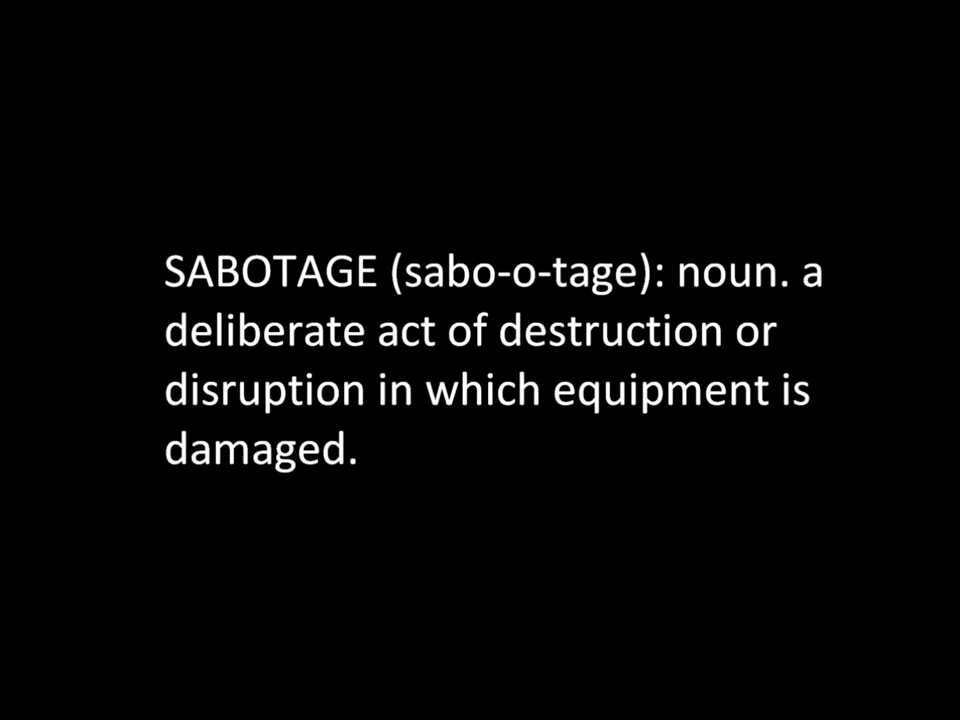 SABOTAGE (sabo-o-tage): noun. a
deliberate act of destruction or
disruption in which equipment is
damaged.